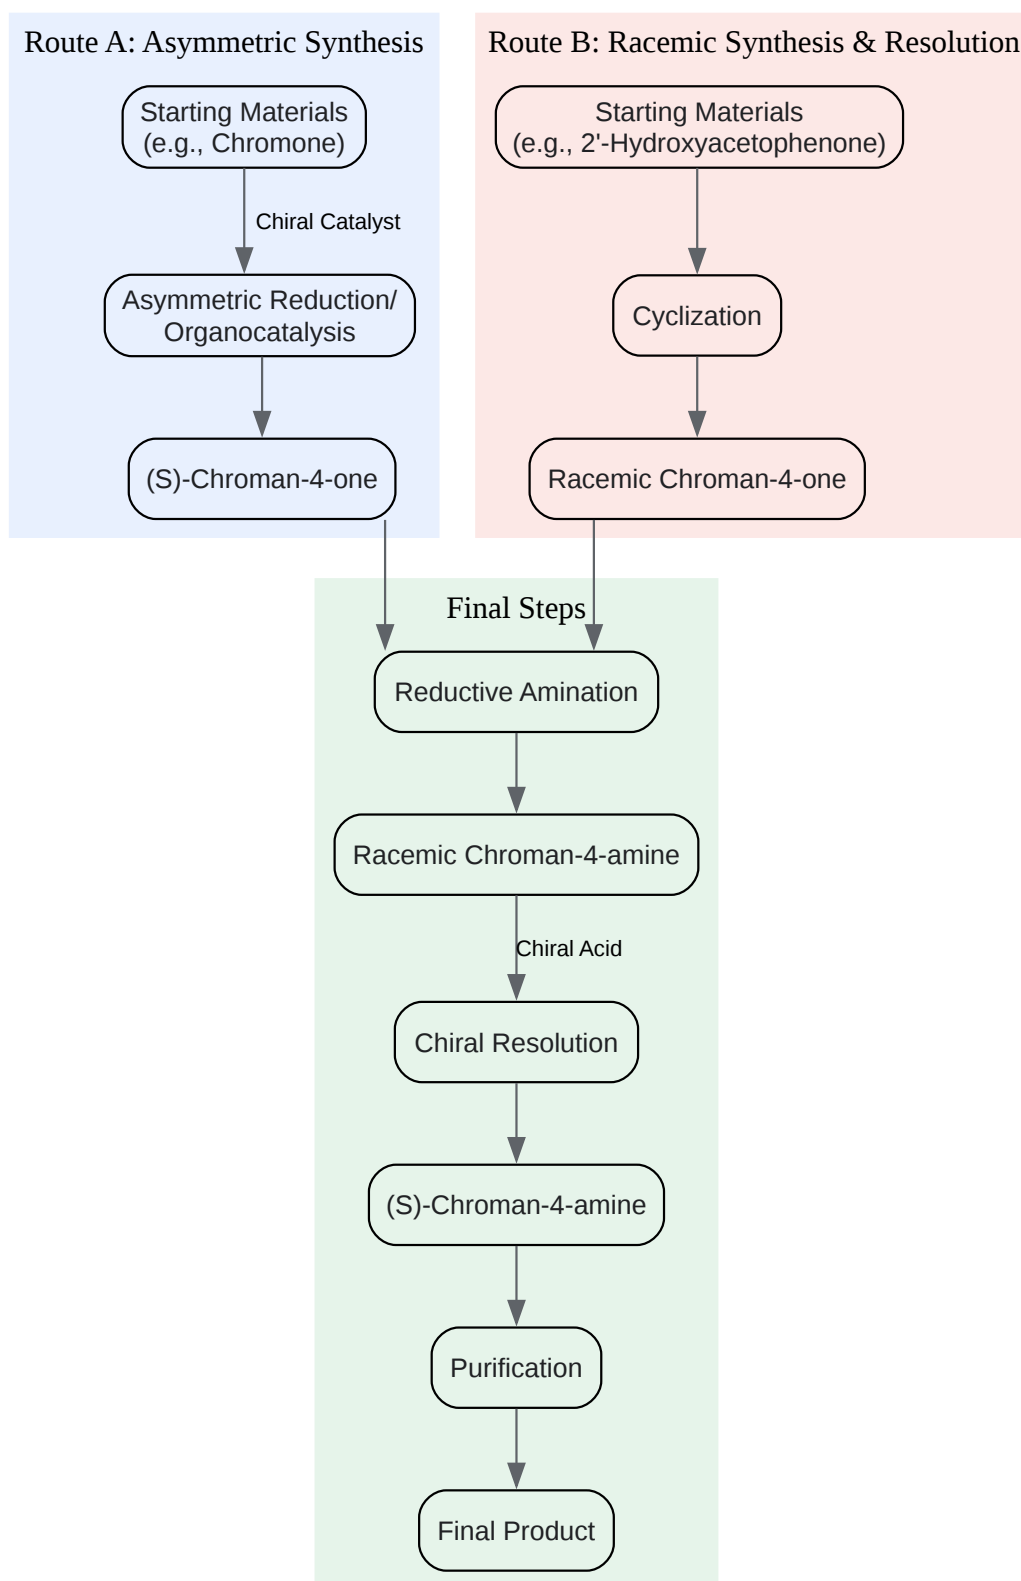 Route A: Asymmetric Synthesis
Starting Materials
(e.g., Chromone)
Chiral Catalyst
Asymmetric Reduction/
Organocatalysis
(S)-Chroman-4-one
Route B: Racemic Synthesis & Resolution
Starting Materials
(e.g., 2'-Hydroxyacetophenone)
Cyclization
Racemic Chroman-4-one
Final Steps
Reductive Amination
Racemic Chroman-4-amine
Chiral Acid
Chiral Resolution
(S)-Chroman-4-amine
Purification
Final Product